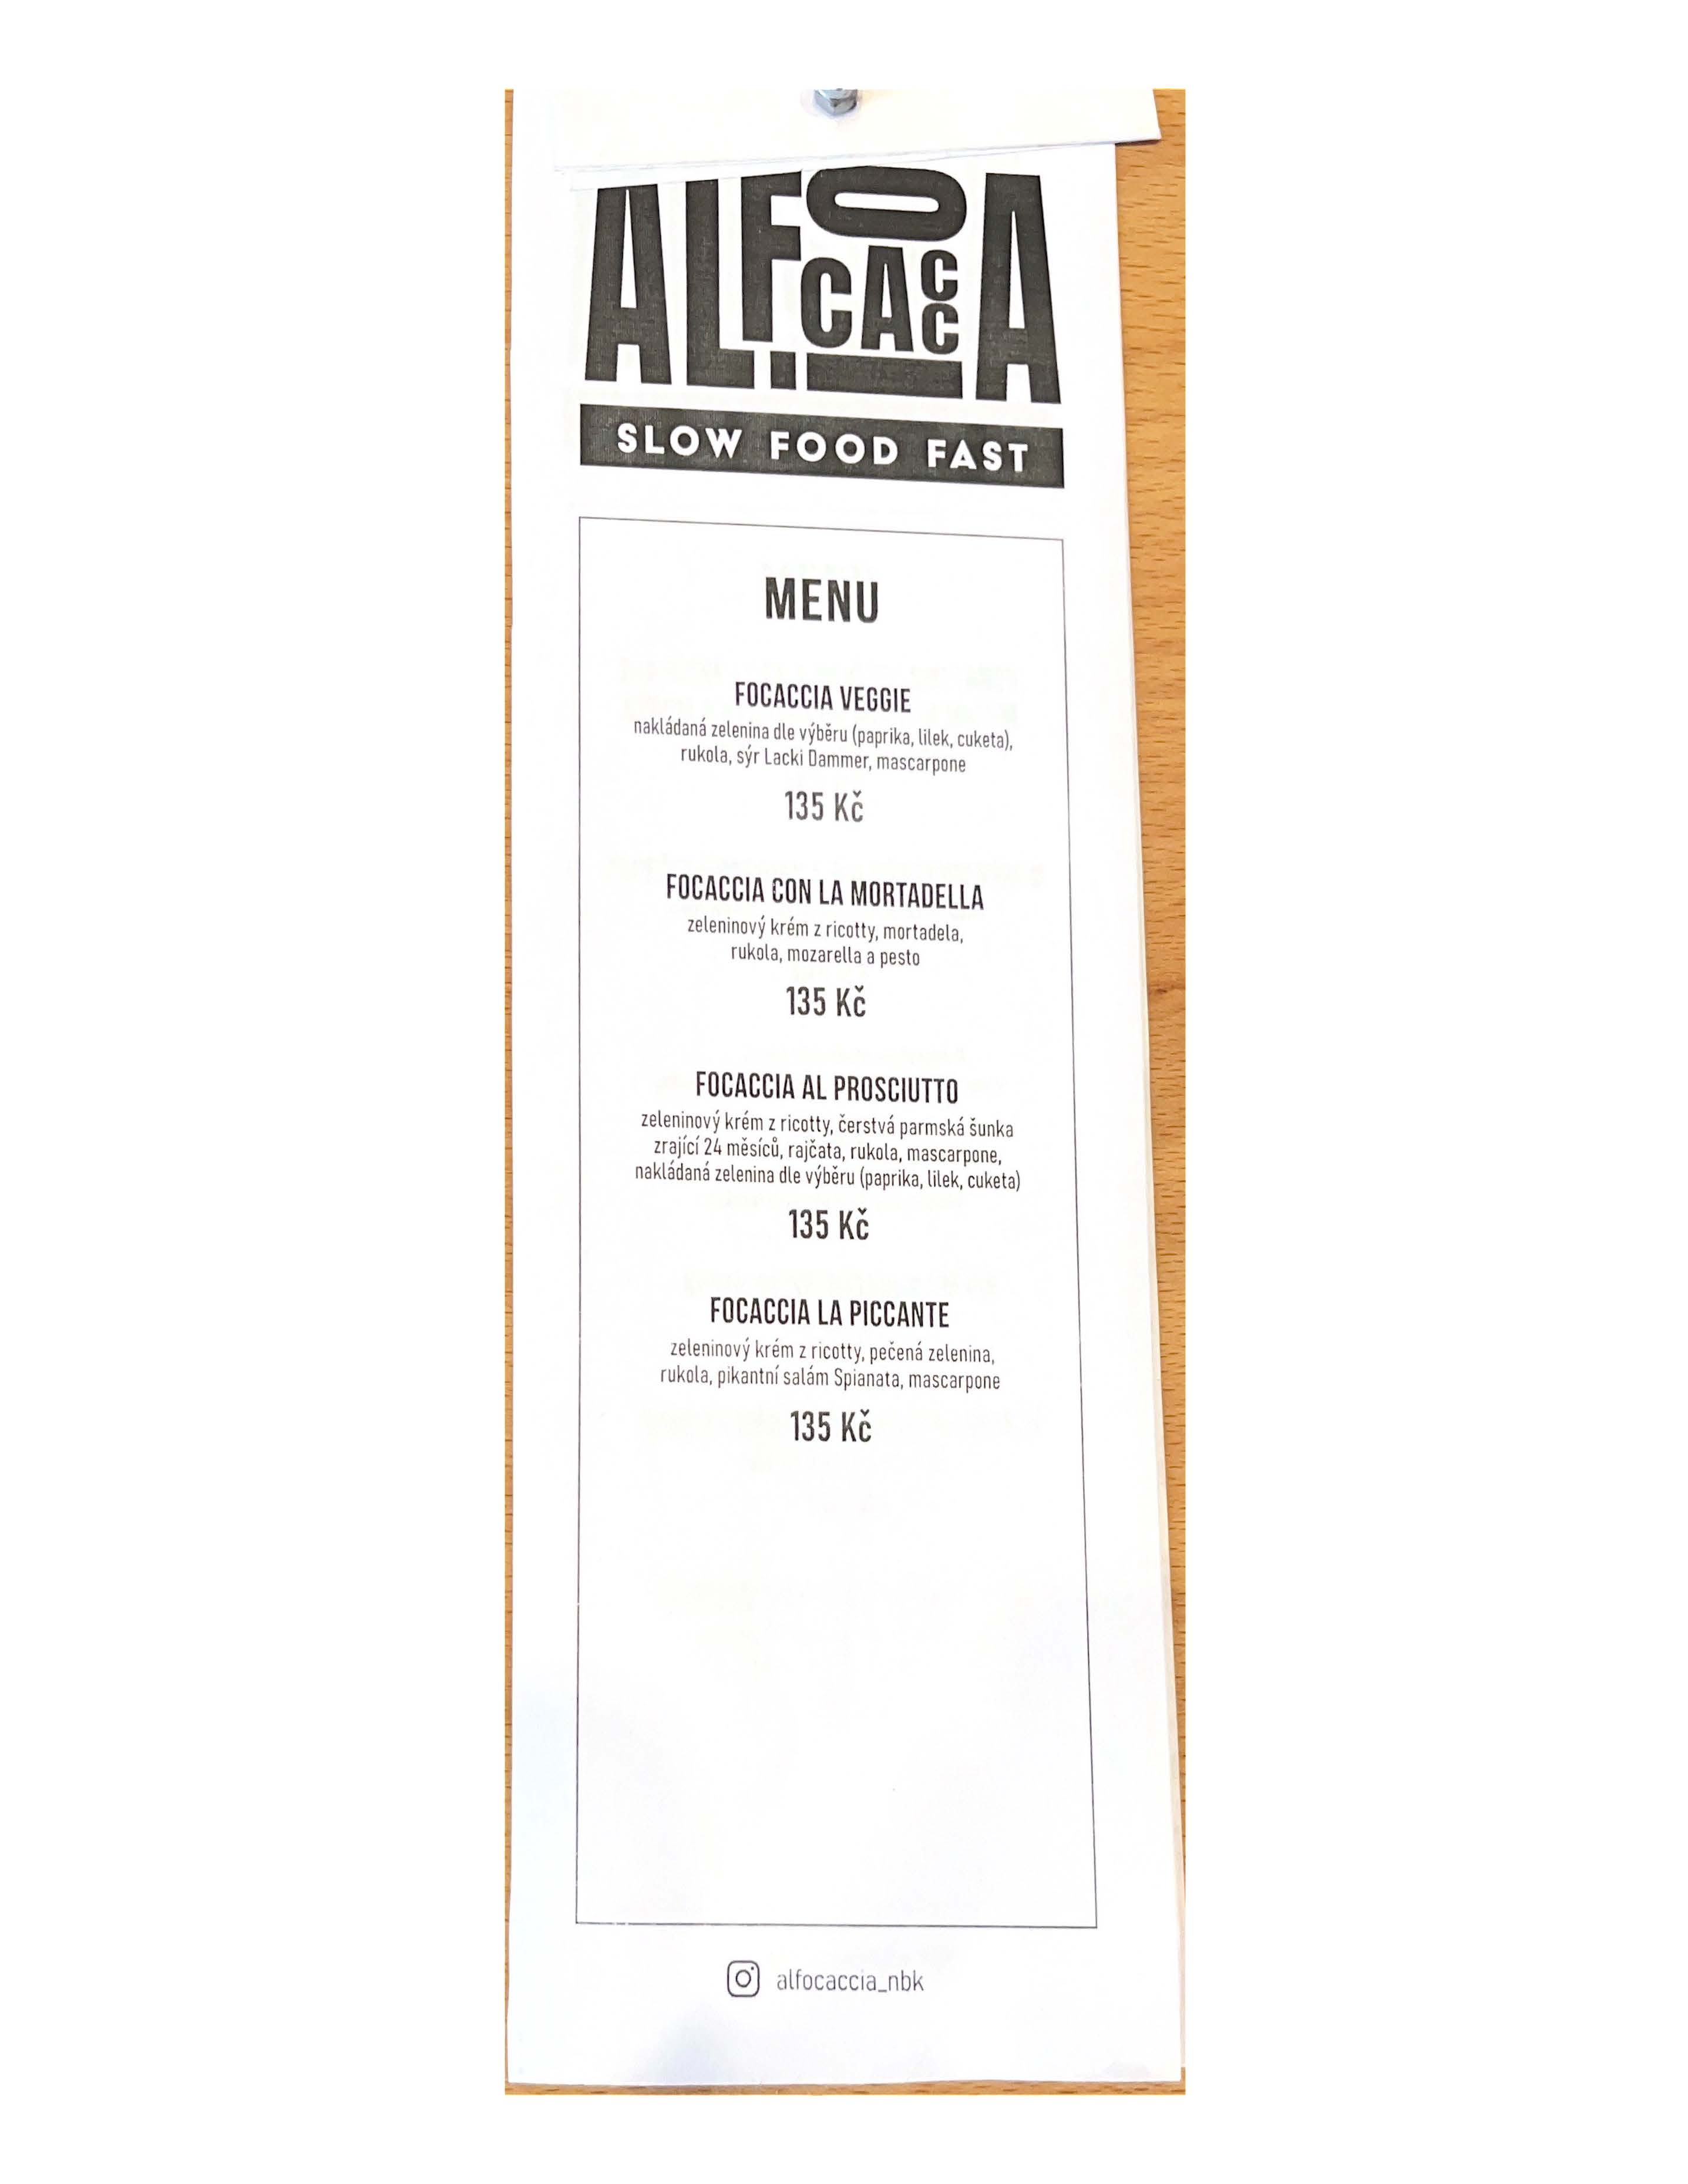 ALFOCACCIA
SLOW FOOD FAST
MENU
FOCACCIA VEGGIE
nakládaná zelenina dle výběru (paprika, lilek, cuketa),
rukola, sýr Lacki Dammer, mascarpone
135 Kč
FOCACCIA CON LA MORTADELLA
zeleninový krém z ricotty, mortadela,
rukola, mozarella a pesto
135 Kč
FOCACCIA AL PROSCIUTTO
zeleninový krém z ricotty, čerstvá parmská šunka
zrající 24 měsíců, rajčata, rukola, mascarpone,
nakládaná zelenina dle výběru (paprika, lilek, cuketa)
135 Kč
FOCACCIA LA PICCANTE
zeleninový krém z ricotty, pečená zelenina,
rukola, pikantní salám Spianata, mascarpone
135 Kč
alfocaccia_nbk